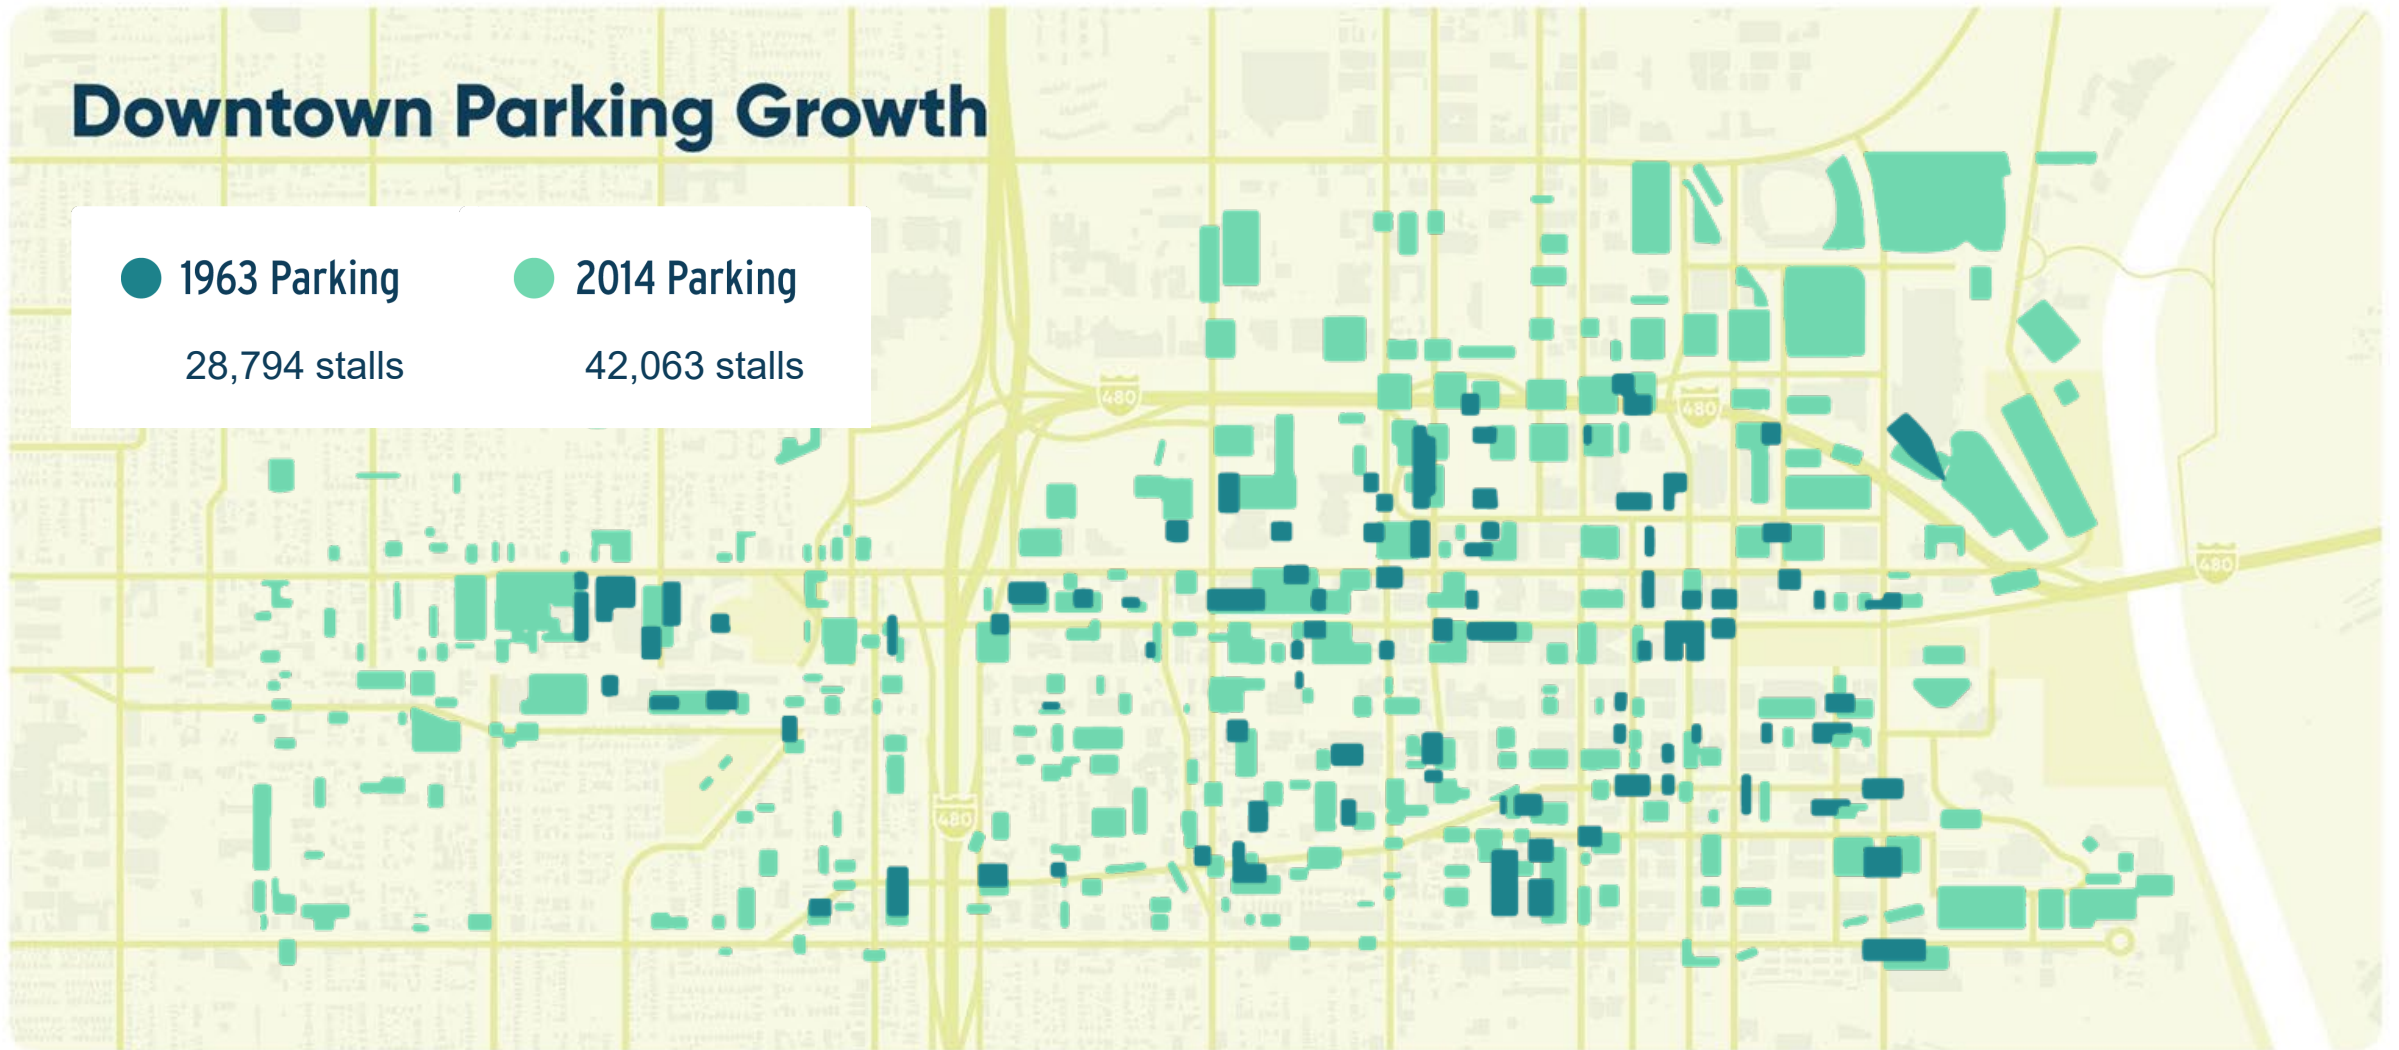 Downtown Parking Growth
1963 Parking
2014 Parking
28,794 stalls
42,063 stalls
480
480
480
480